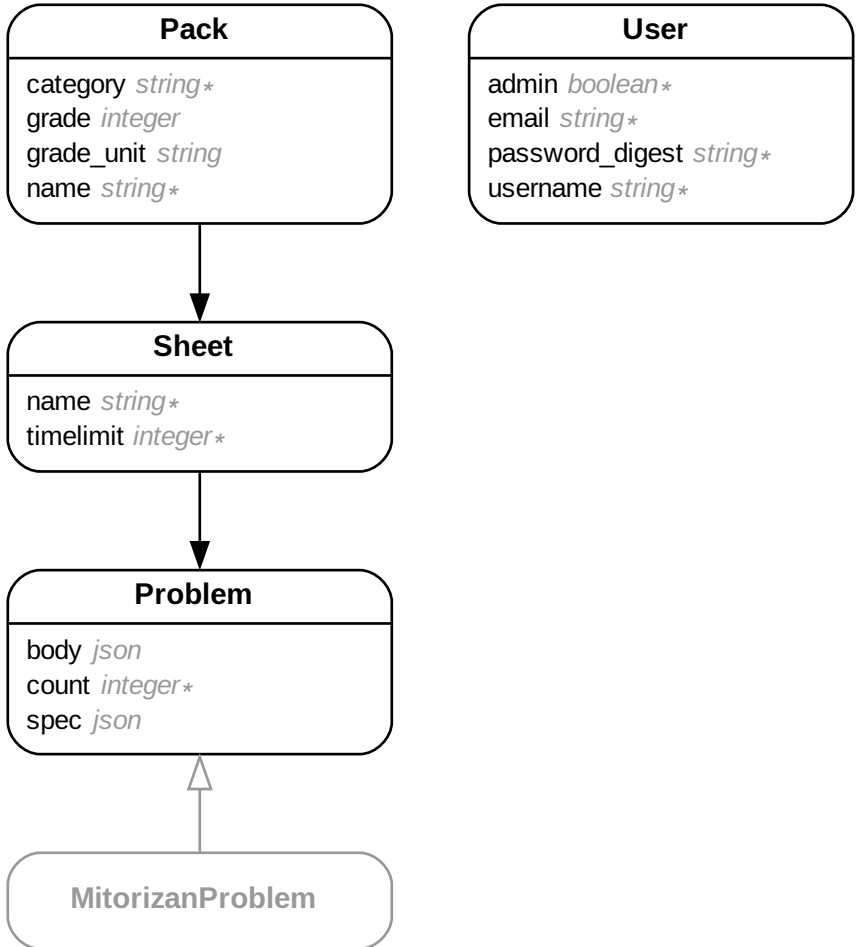 Pack
category string*
grade integer
grade_unit string
name string*
User
admin boolean*
email string*
password_digest string*
username string*
Sheet
name string*
timelimit integer*
Problem
body json
count integer*
spec json
MitorizanProblem